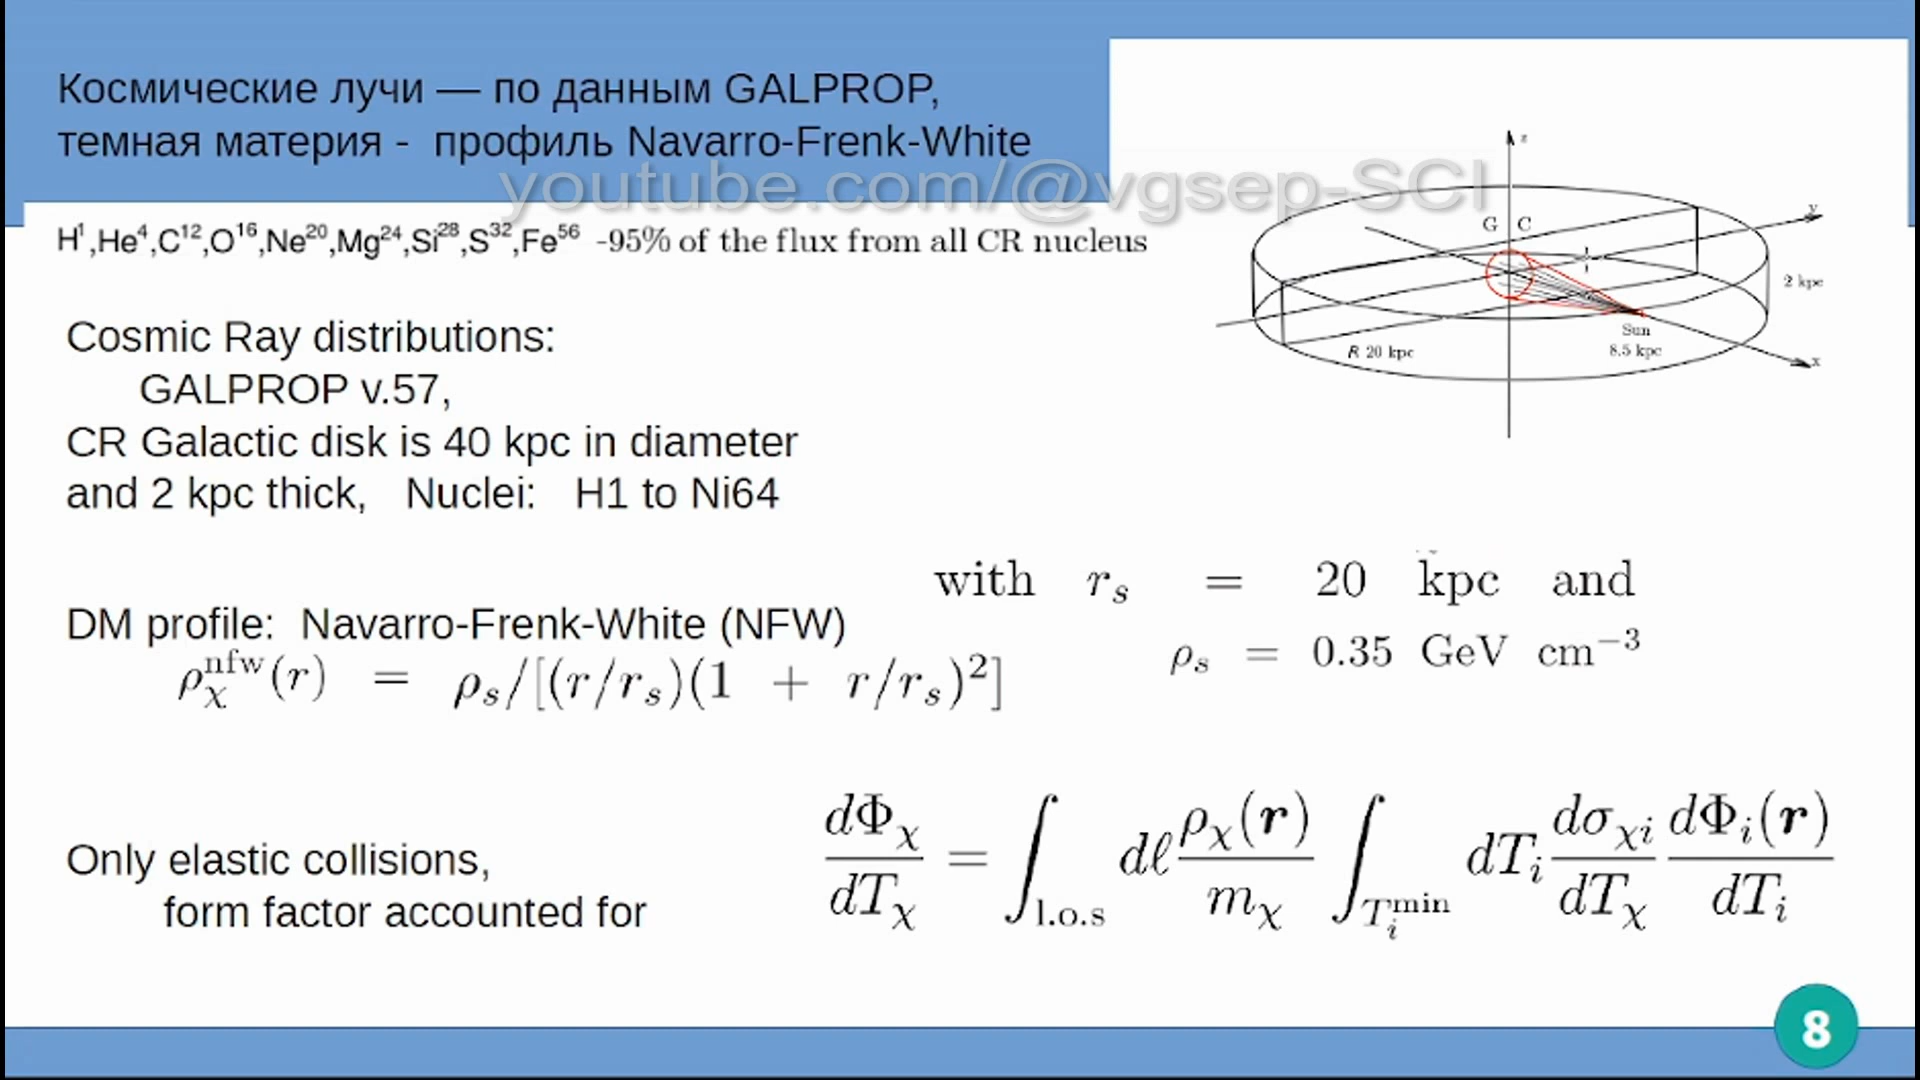 Космические лучи — по данным GALPROP,
темная материя - профиль Navarro-Frenk-White
youtube.com/@vgsep-SCI
H¹,He⁴,C¹²,O¹⁶,Ne²⁰,Mg²⁴,Si²⁸,S³²,Fe⁵⁶ -95% of the flux from all CR nucleus
z
y
G C
2 kpc
Sun
8.5 kpc
R 20 kpc
x
Cosmic Ray distributions:
GALPROP v.57,
CR Galactic disk is 40 kpc in diameter
and 2 kpc thick, Nuclei: H1 to Ni64
with r_s = 20 kpc and
ρ_s = 0.35 GeV cm⁻³
DM profile: Navarro-Frenk-White (NFW)
ρ_χ^nfw(r) = ρ_s/[(r/r_s)(1 + r/r_s)²]
Only elastic collisions,
form factor accounted for
dΦ_χ/dT_χ = ∫_l.o.s dℓ ρ_χ(r)/m_χ ∫_{T_i^min} dT_i dσ_χi/dT_χ dΦ_i(r)/dT_i
8